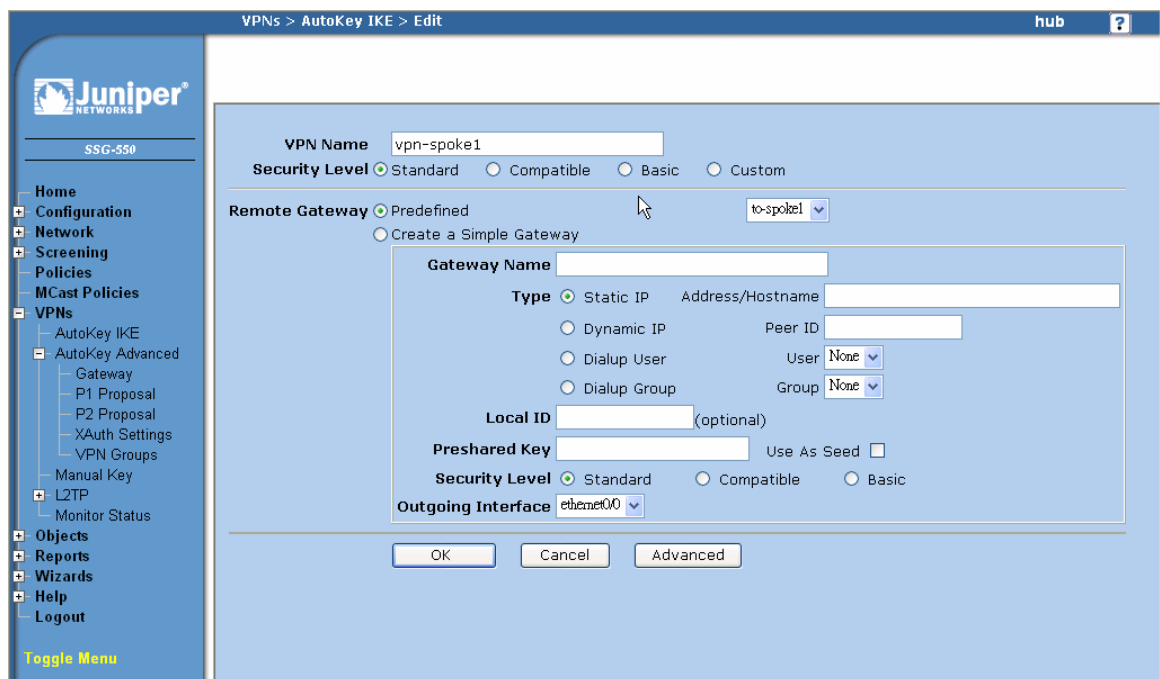 VPNs > AutoKey IKE > Edit hub ?
Juniper®
NETWORKS
SSG-550
Home
Configuration
Network
Screening
Policies
MCast Policies
VPNs
AutoKey IKE
AutoKey Advanced
Gateway
P1 Proposal
P2 Proposal
XAuth Settings
VPN Groups
Manual Key
L2TP
Monitor Status
Objects
Reports
Wizards
Help
Logout
Toggle Menu
VPN Name vpn-spoke1
Security Level Standard Compatible Basic Custom
Remote Gateway Predefined to-spoke1
Create a Simple Gateway
Gateway Name
Type Static IP Address/Hostname
Dynamic IP Peer ID
Dialup User User None
Dialup Group Group None
Local ID (optional)
Preshared Key Use As Seed
Security Level Standard Compatible Basic
Outgoing Interface ethernet0/0
OK Cancel Advanced